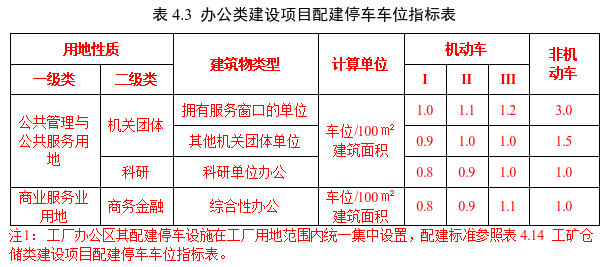 表 4.3 办公类建设项目配建停车车位指标表
用地性质 建筑物类型 计算单位 机动车 非机动车
一级类 二级类 I II III
公共管理与公共服务用地 机关团体 拥有服务窗口的单位 车位/100㎡建筑面积 1.0 1.1 1.2 3.0
其他机关团体单位 0.9 1.0 1.0 1.5
科研 科研单位办公 0.8 0.9 1.0 1.0
商业服务业用地 商务金融 综合性办公 车位/100㎡建筑面积 0.8 0.9 1.1 1.0
注1：工厂办公区其配建停车设施在工厂用地范围内统一集中设置，配建标准参照表 4.14 工矿仓
储类建设项目配建停车车位指标表。